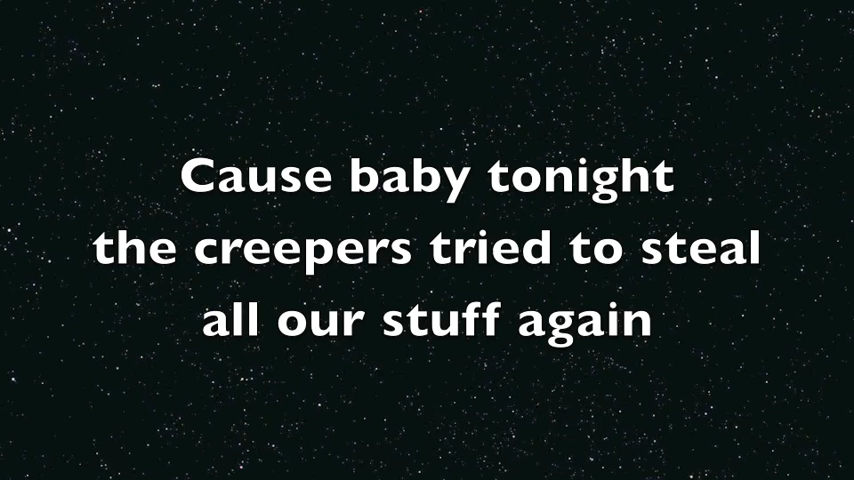 Cause baby tonight
the creepers tried to steal
all our stuff again